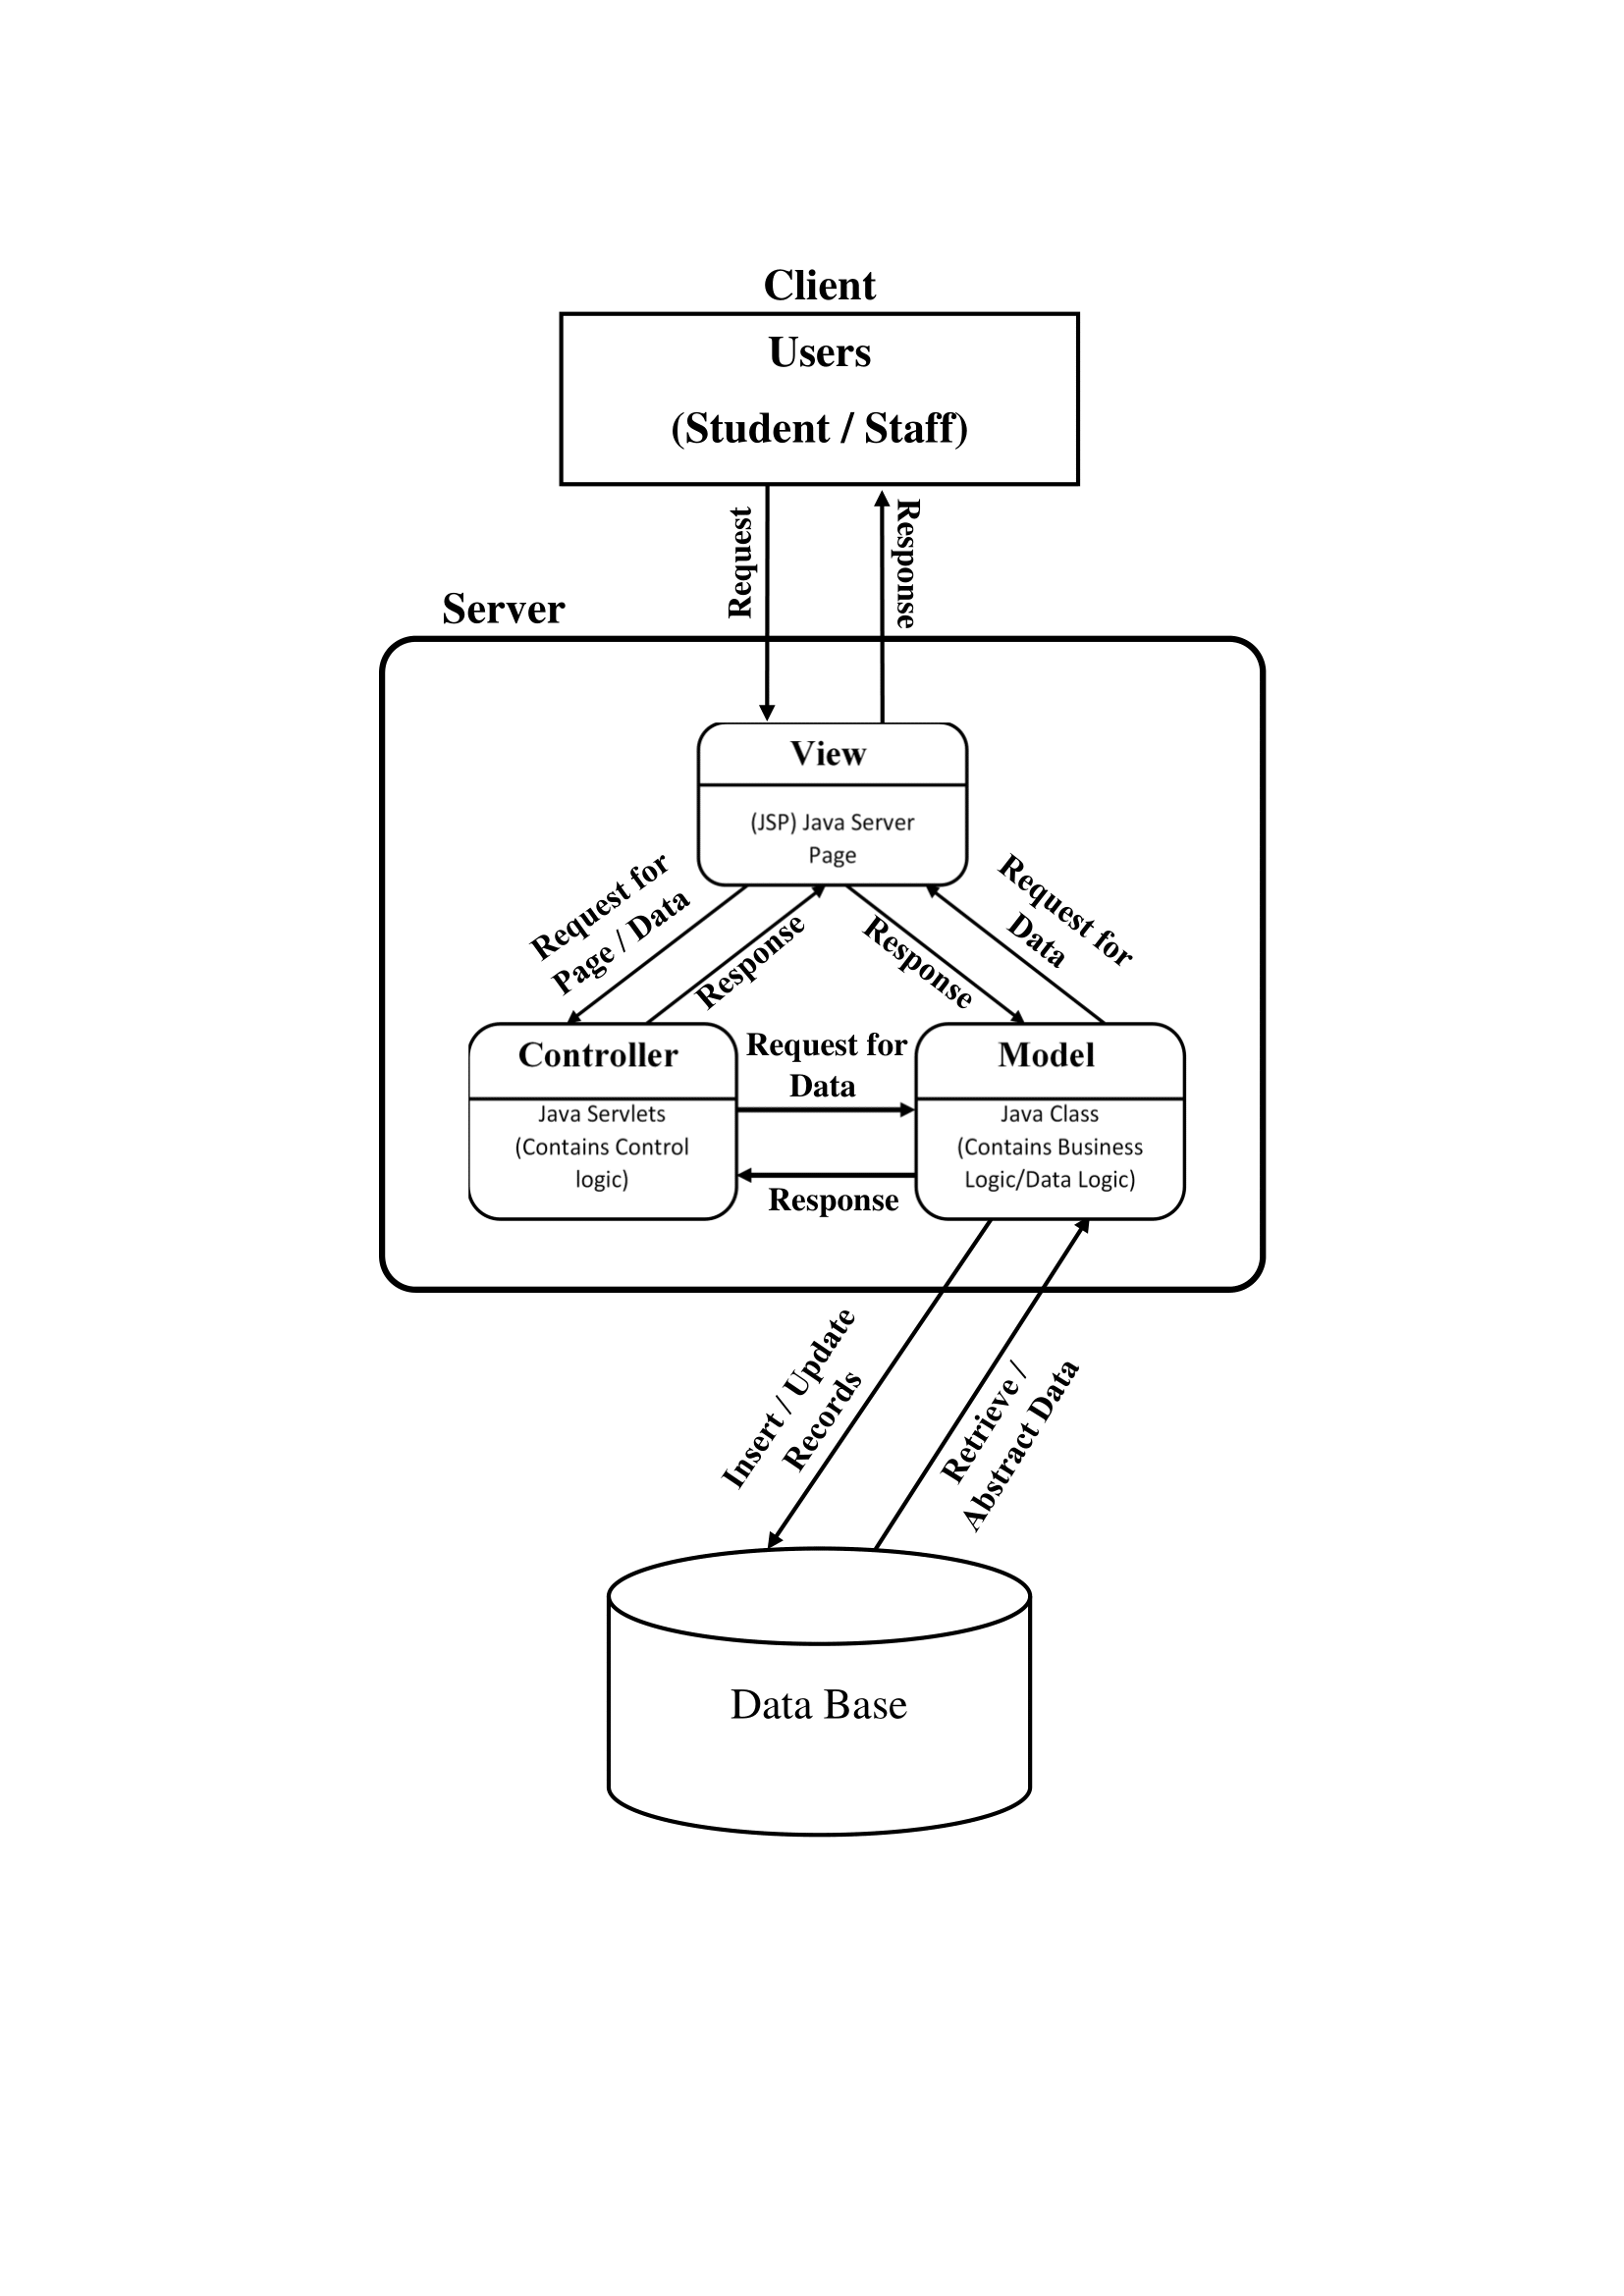 Client
Users
(Student / Staff)
Request
Response
Server
View
(JSP) Java Server
Page
Request for
Page / Data
Response
Response
Request for
Data
Controller
Java Servlets
(Contains Control
logic)
Request for
Data
Response
Model
Java Class
(Contains Business
Logic/Data Logic)
Insert / Update
Records
Retrieve /
Abstract Data
Data Base